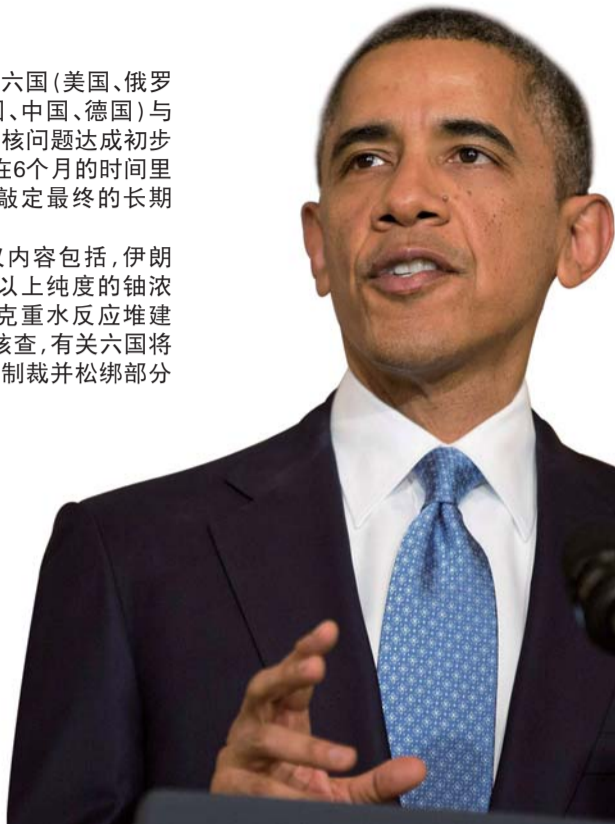 六国(美国、俄罗
国、中国、德国)与
核问题达成初步
在6个月的时间里
敲定最终的长期
义内容包括,伊朗
以上纯度的铀浓
克重水反应堆建
核查,有关六国将
制裁并松绑部分